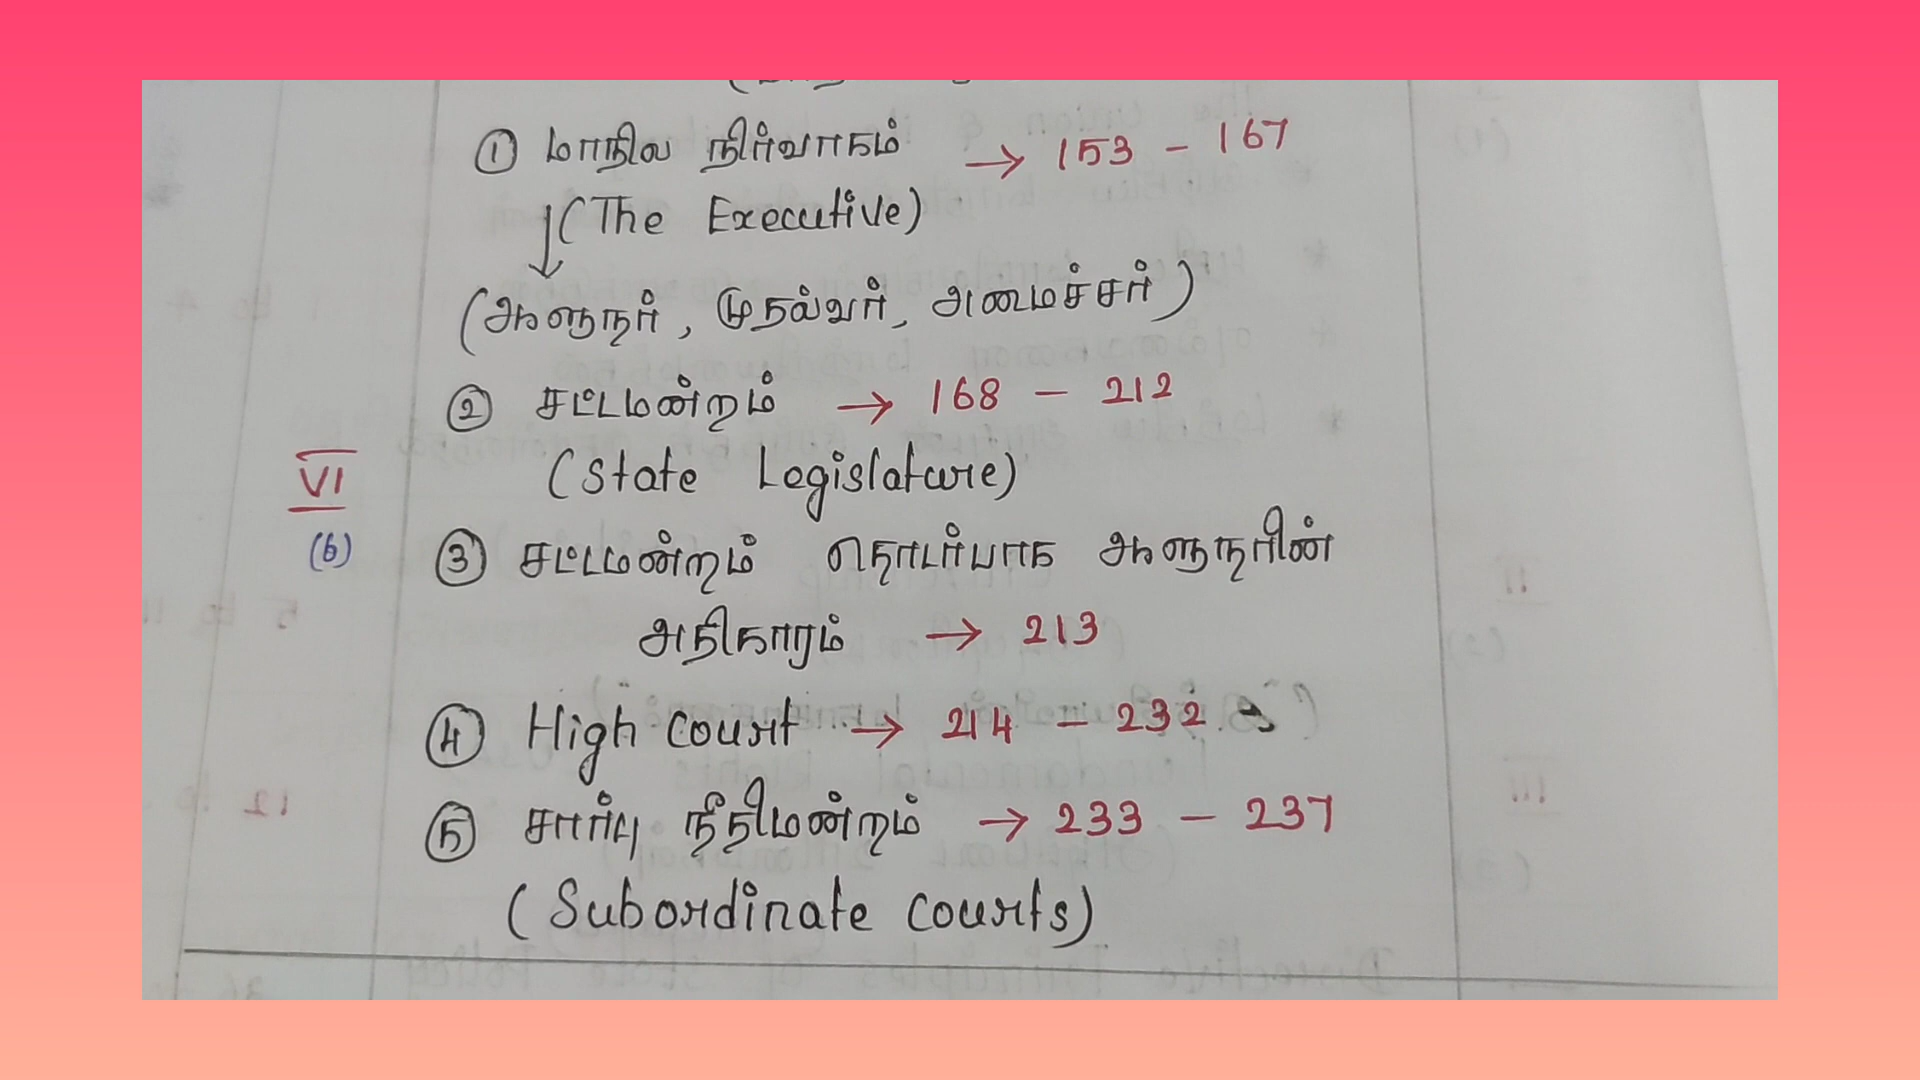 ① மாநில நிர்வாகம் → 153 - 167
↓(The Executive)
(ஆளுநர், முதல்வர், அமைச்சர்)
② சட்டமன்றம் → 168 - 212
(State Legislature)
VI
(6) ③ சட்டமன்றம் தொடர்பாக ஆளுநரின்
அதிகாரம் → 213
④ High Court → 214 - 232
⑤ சார்பு நீதிமன்றம் → 233 - 237
(Subordinate Courts)